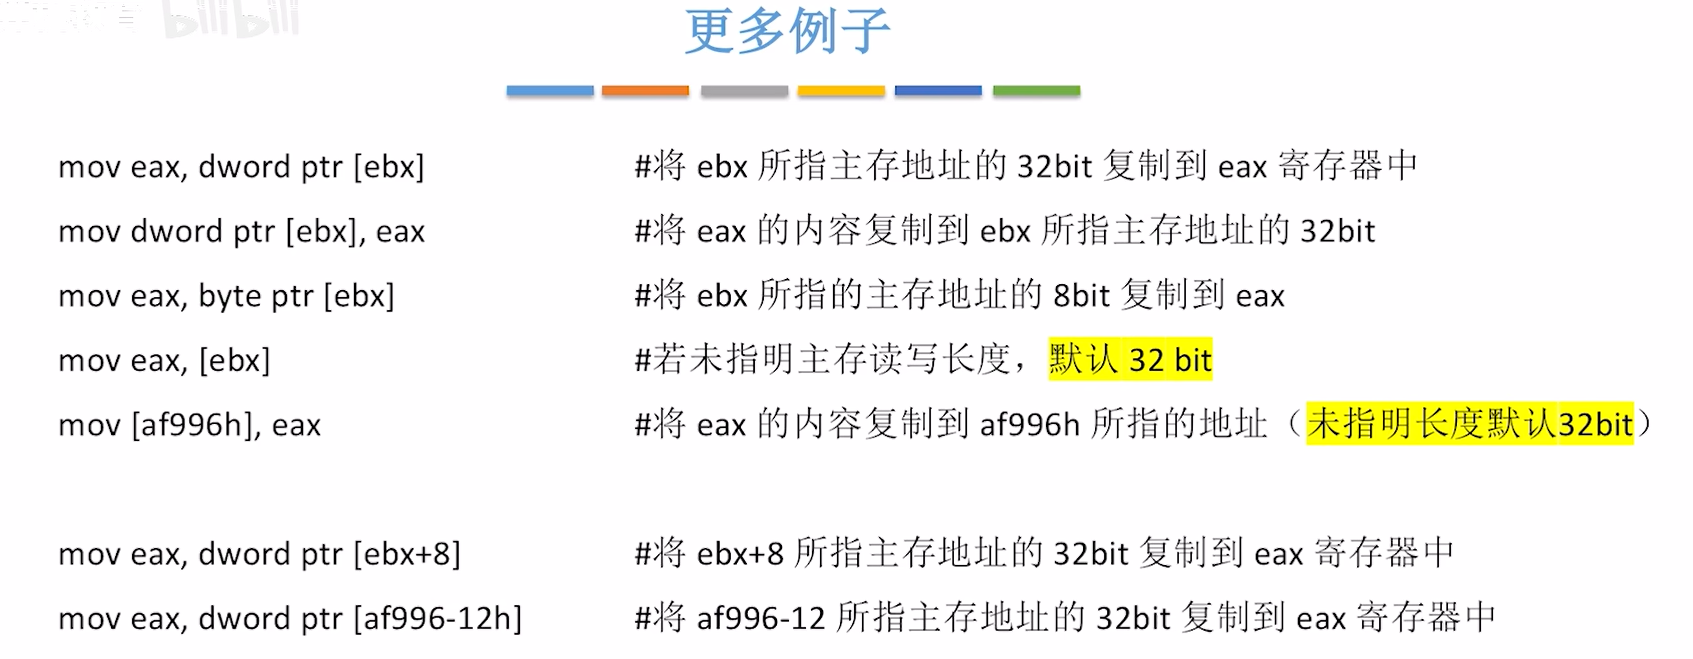 bilibili
更多例子
mov eax, dword ptr [ebx] #将 ebx 所指主存地址的 32bit 复制到 eax 寄存器中
mov dword ptr [ebx], eax #将 eax 的内容复制到 ebx 所指主存地址的 32bit
mov eax, byte ptr [ebx] #将 ebx 所指的主存地址的 8bit 复制到 eax
mov eax, [ebx] #若未指明主存读写长度，默认 32 bit
mov [af996h], eax #将 eax 的内容复制到 af996h 所指的地址（未指明长度默认32bit）
mov eax, dword ptr [ebx+8] #将 ebx+8 所指主存地址的 32bit 复制到 eax 寄存器中
mov eax, dword ptr [af996-12h] #将 af996-12 所指主存地址的 32bit 复制到 eax 寄存器中